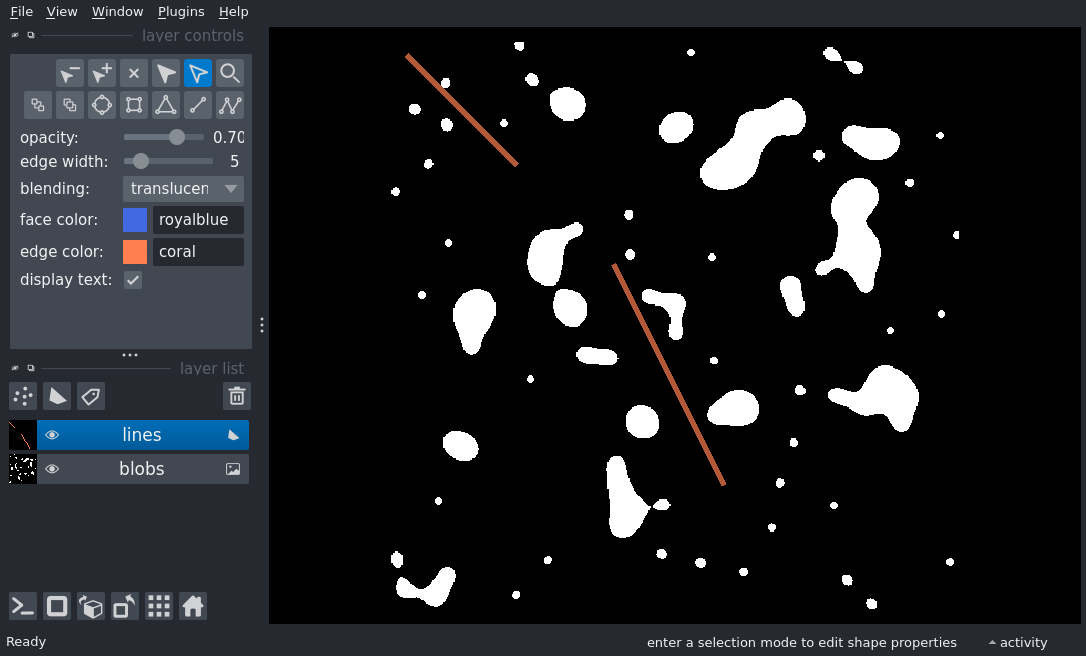 File View Window Plugins Help
layer controls
opacity: 0.70
edge width: 5
blending: translucen
face color: royalblue
edge color: coral
display text:
layer list
lines
blobs
Ready enter a selection mode to edit shape properties activity